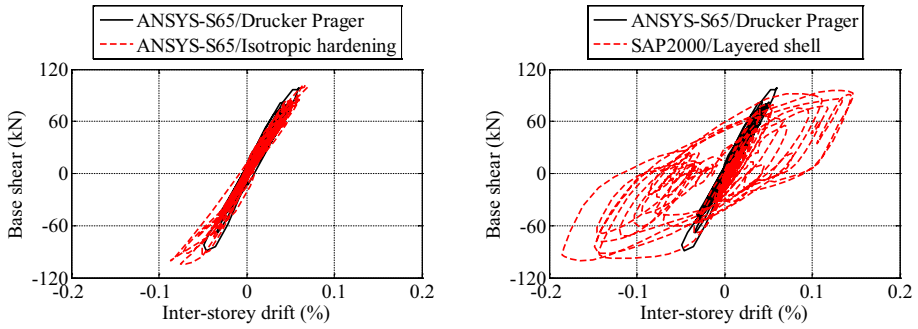 ANSYS-S65/Drucker Prager
ANSYS-S65/Isotropic hardening
120
60
0
-60
-120
-0.2
-0.1
0
0.1
0.2
Base shear (kN)
Inter-storey drift (%)
ANSYS-S65/Drucker Prager
SAP2000/Layered shell
120
60
0
-60
-120
-0.2
-0.1
0
0.1
0.2
Base shear (kN)
Inter-storey drift (%)